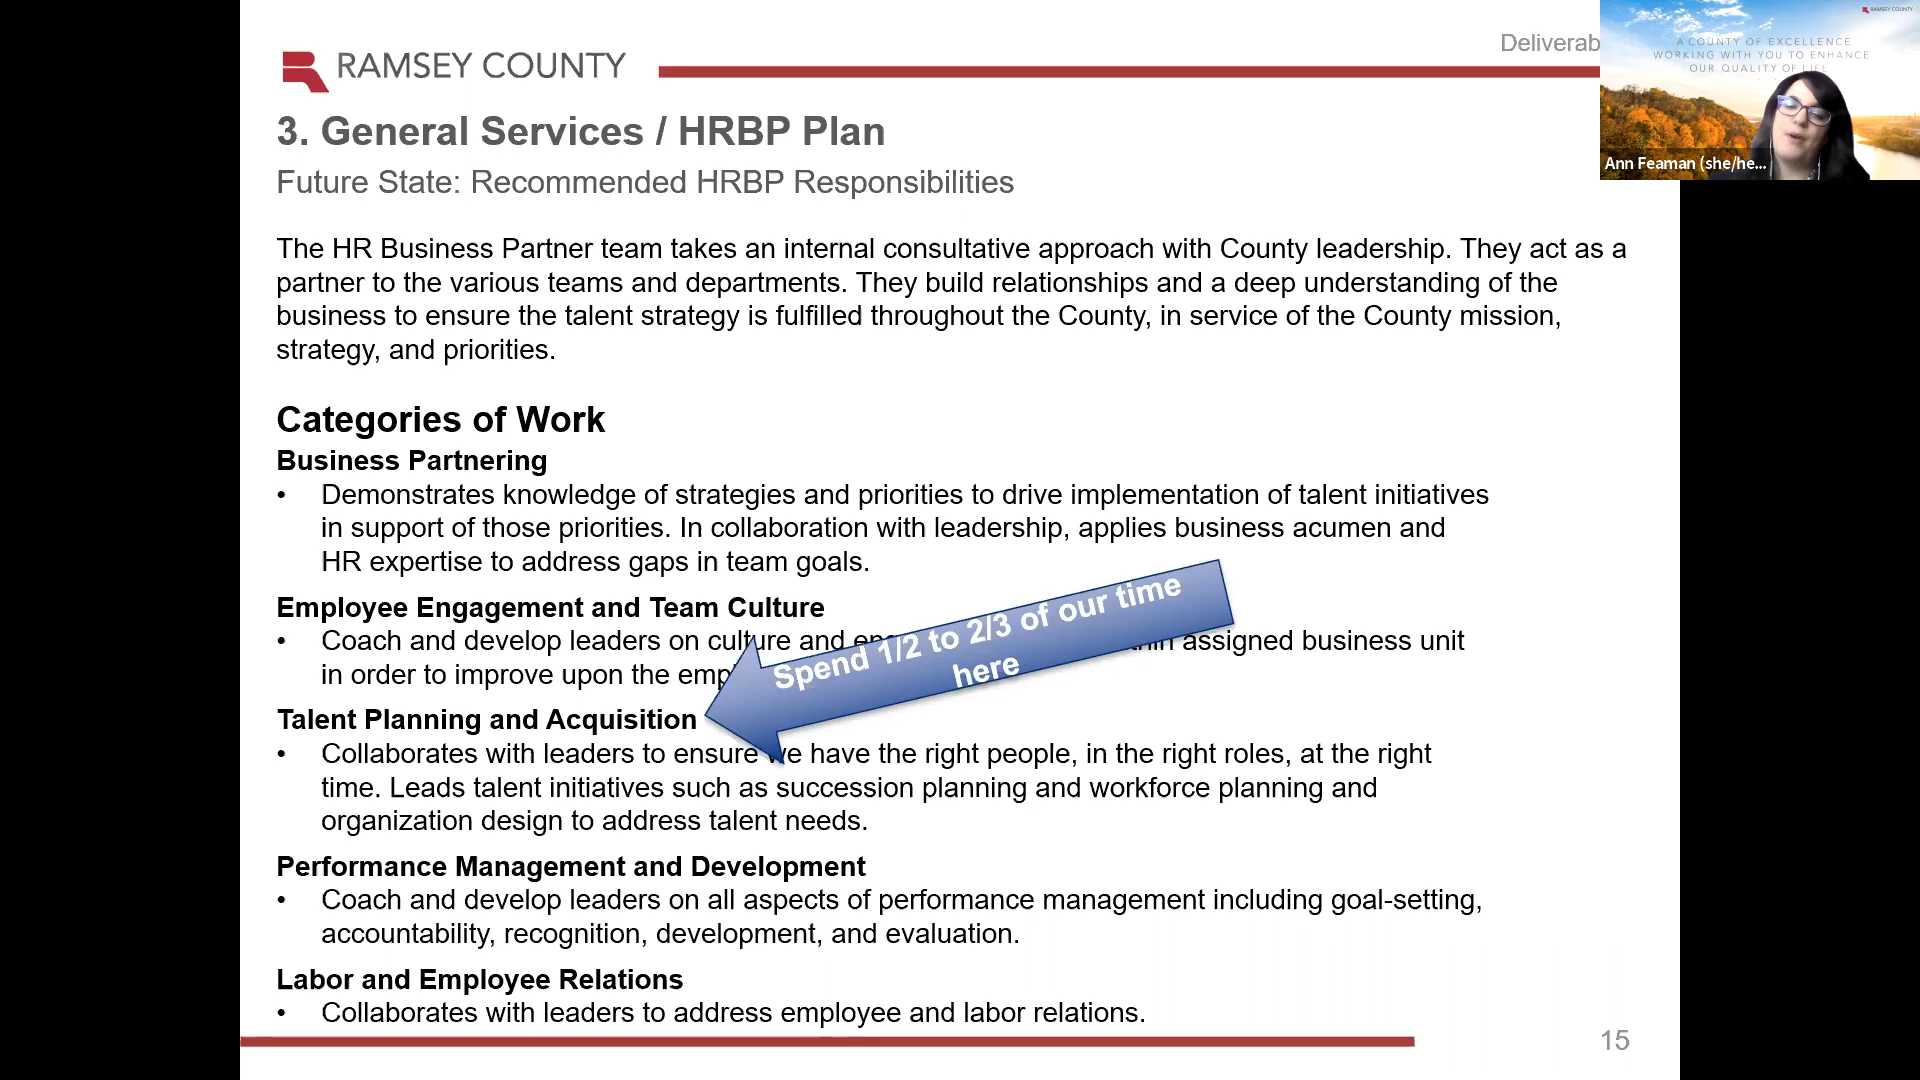 RAMSEY COUNTY
Deliverab
RAMSEY COUNTY
A COUNTY OF EXCELLENCE
WORKING WITH YOU TO ENHANCE
OUR QUALITY OF LIFE
Ann Feaman (she/he...
3. General Services / HRBP Plan
Future State: Recommended HRBP Responsibilities
The HR Business Partner team takes an internal consultative approach with County leadership. They act as a
partner to the various teams and departments. They build relationships and a deep understanding of the
business to ensure the talent strategy is fulfilled throughout the County, in service of the County mission,
strategy, and priorities.
Categories of Work
Business Partnering
• Demonstrates knowledge of strategies and priorities to drive implementation of talent initiatives
in support of those priorities. In collaboration with leadership, applies business acumen and
HR expertise to address gaps in team goals.
Employee Engagement and Team Culture
• Coach and develop leaders on culture and assigned business unit
in order to improve upon the
Spend 1/2 to 2/3 of our time
here
Talent Planning and Acquisition
• Collaborates with leaders to ensure we have the right people, in the right roles, at the right
time. Leads talent initiatives such as succession planning and workforce planning and
organization design to address talent needs.
Performance Management and Development
• Coach and develop leaders on all aspects of performance management including goal-setting,
accountability, recognition, development, and evaluation.
Labor and Employee Relations
• Collaborates with leaders to address employee and labor relations.
15